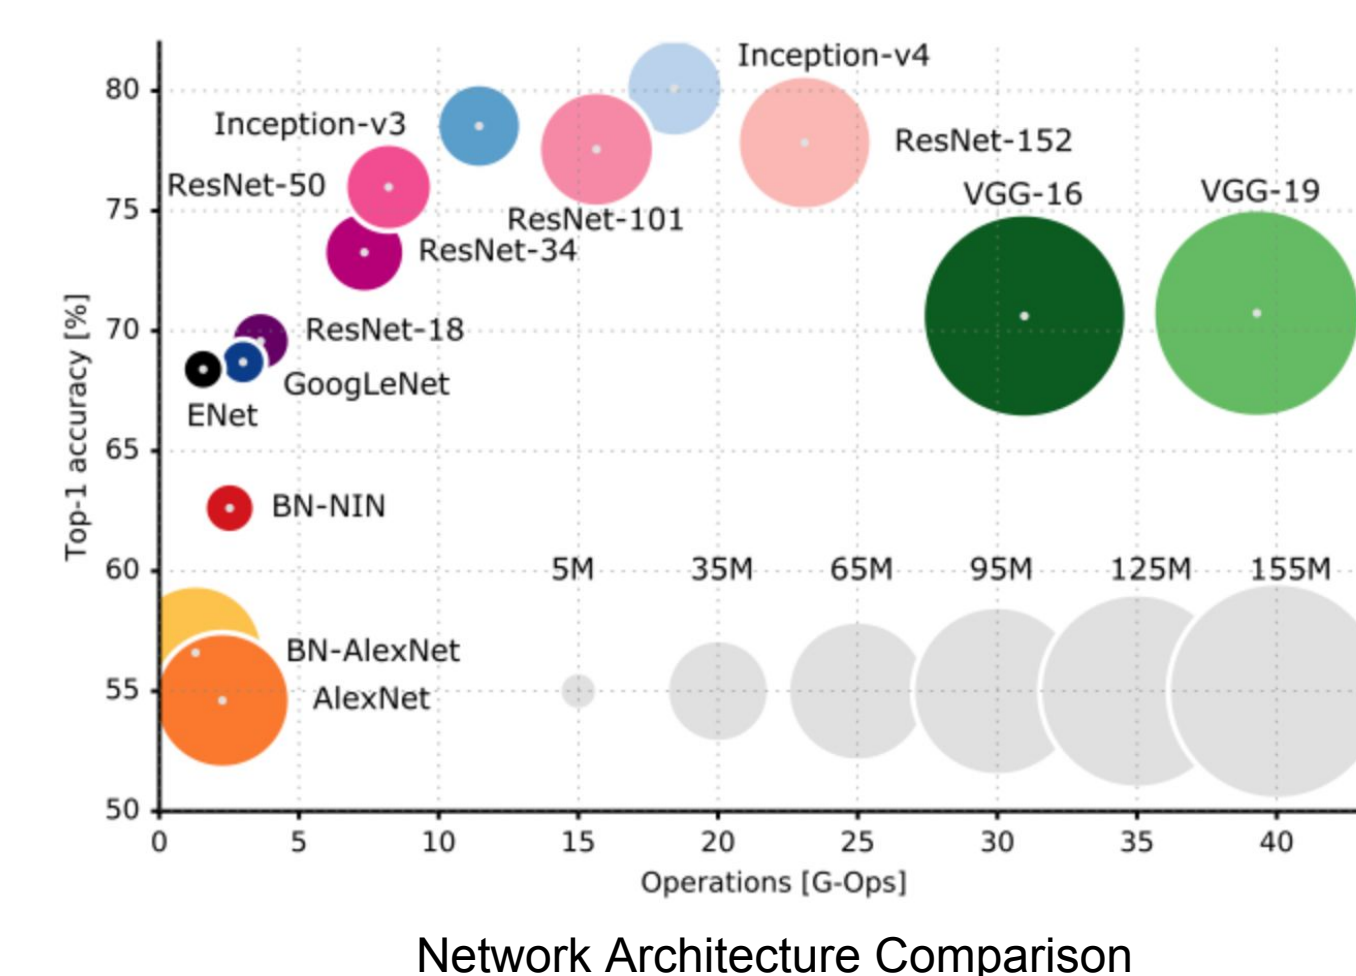 Inception-v4
80
Inception-v3
ResNet-152
ResNet-50
VGG-16
VGG-19
75
ResNet-101
ResNet-34
70
ResNet-18
GoogLeNet
ENet
Top-1 accuracy [%]
65
BN-NIN
60
5M 35M 65M 95M 125M 155M
BN-AlexNet
55
AlexNet
50
0 5 10 15 20 25 30 35 40
Operations [G-Ops]
Network Architecture Comparison